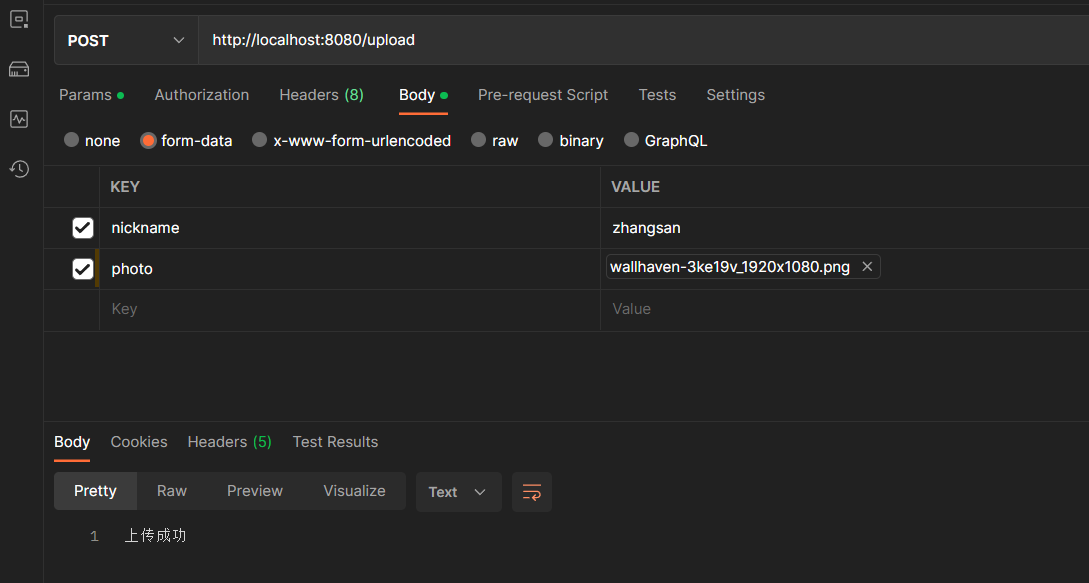 POST http://localhost:8080/upload
Params Authorization Headers (8) Body Pre-request Script Tests Settings
none form-data x-www-form-urlencoded raw binary GraphQL
KEY VALUE
nickname zhangsan
photo wallhaven-3ke19v_1920x1080.png
Key Value
Body Cookies Headers (5) Test Results
Pretty Raw Preview Visualize Text
1 上传成功